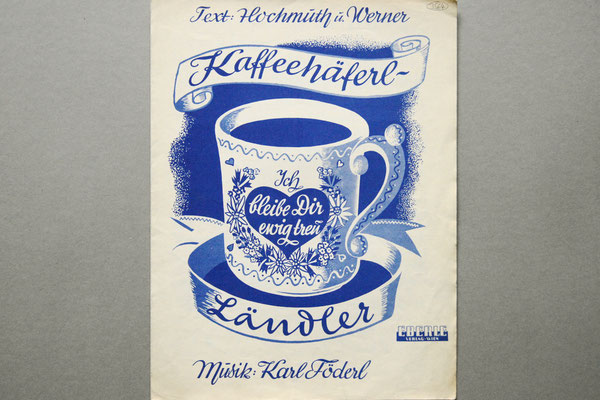 Text: Hochmuth u. Werner
Kaffeehäferl-
Ich
bleibe Dir
ewig treu
Ländler
EBERLE
VERLAG·WIEN
Musik: Karl Föderl